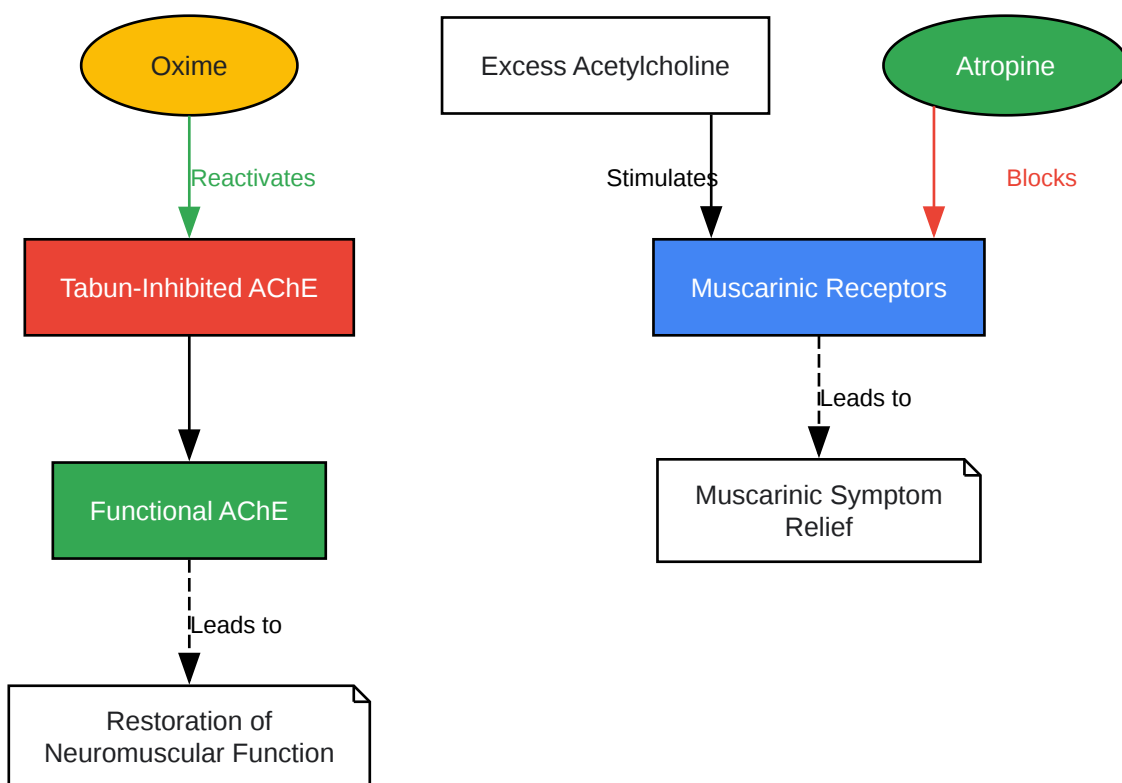 Oxime
Excess Acetylcholine
Atropine
Reactivates
Stimulates
Blocks
Tabun-Inhibited AChE
Muscarinic Receptors
Leads to
Functional AChE
Muscarinic Symptom
Relief
Leads to
Restoration of
Neuromuscular Function